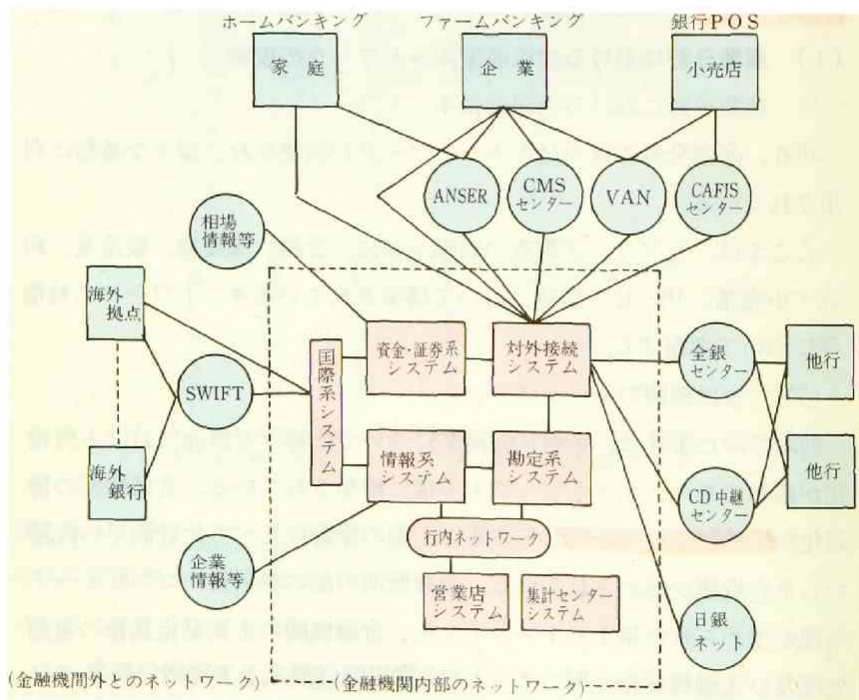 ホームバンキング
ファームバンキング
銀行POS
家庭
企業
小売店
ANSER
CMS
センター
VAN
CAFIS
センター
相場
情報等
海外
拠点
国際系システム
資金・証券系
システム
対外接続
システム
全銀
センター
他行
SWIFT
海外
銀行
情報系
システム
勘定系
システム
他行
CD中継
センター
行内ネットワーク
企業
情報等
営業店
システム
集計センター
システム
日銀
ネット
(金融機関外とのネットワーク)
(金融機関内部のネットワーク)